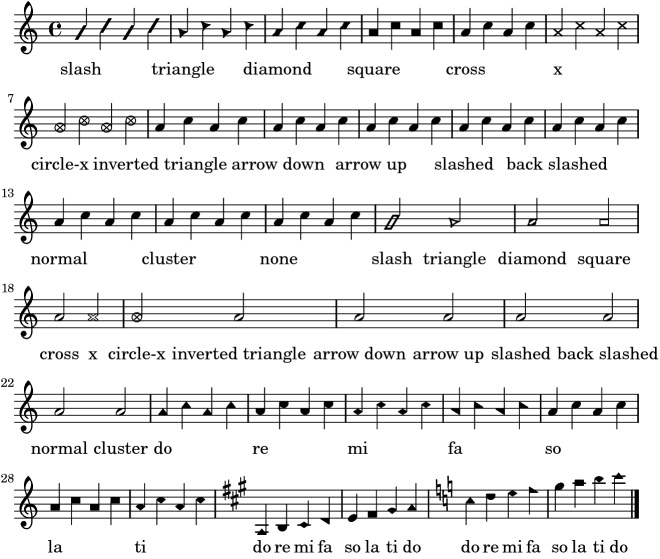 slash triangle diamond square cross x
7
circle-x inverted triangle arrow down arrow up slashed back slashed
13
normal cluster none slash triangle diamond square
18
cross x circle-x inverted triangle arrow down arrow up slashed back slashed
22
normal cluster do re mi fa so
28
la ti do re mi fa so la ti do do re mi fa so la ti do